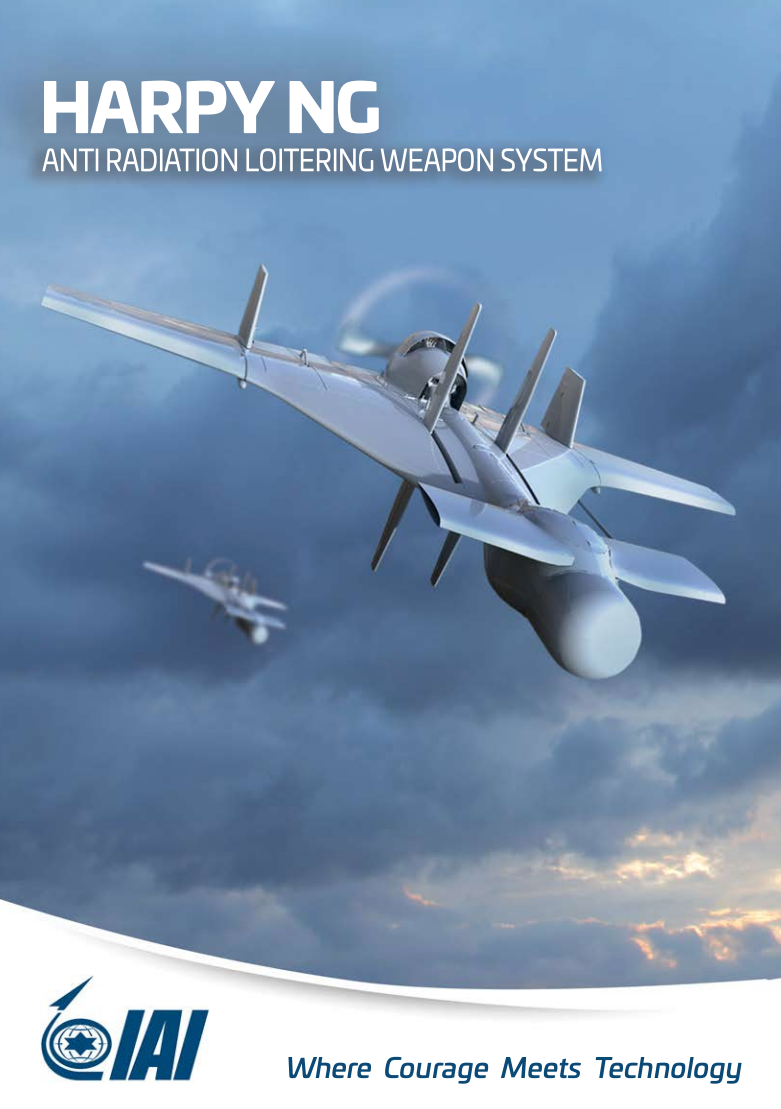 HARPY NG
ANTI RADIATION LOITERING WEAPON SYSTEM
IAI
Where Courage Meets Technology